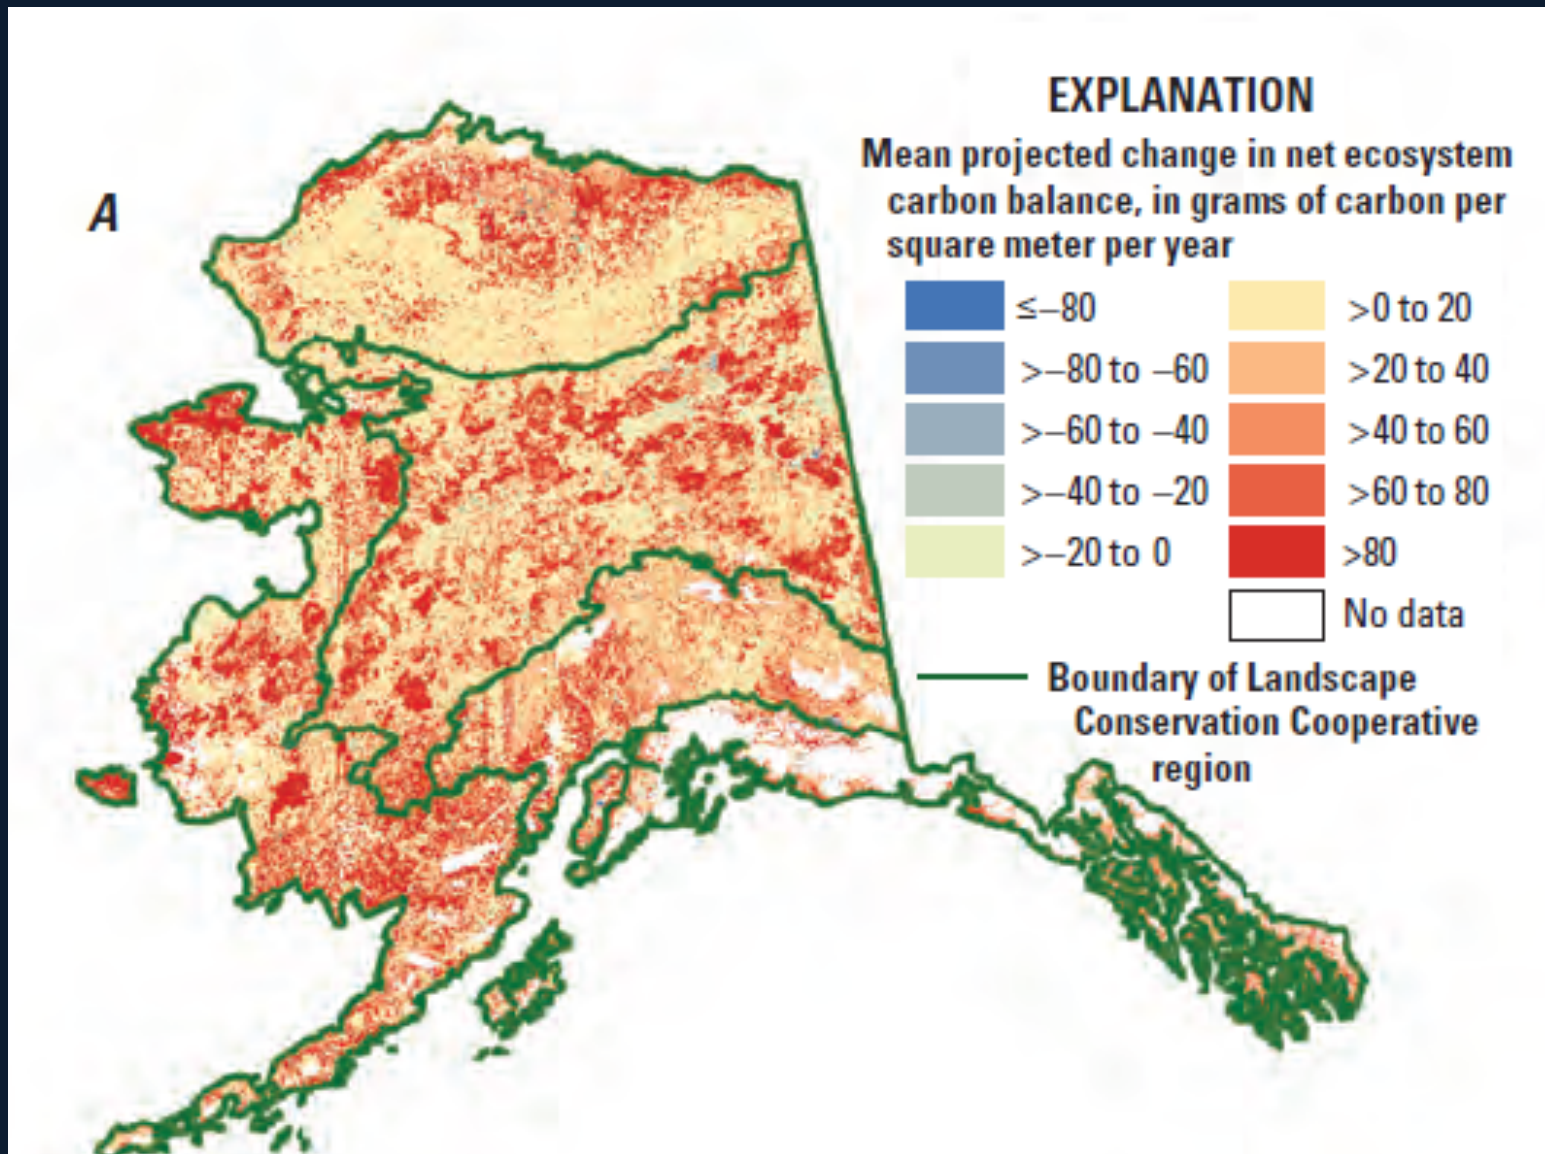 A
EXPLANATION
Mean projected change in net ecosystem
carbon balance, in grams of carbon per
square meter per year
≤–80
>–80 to –60
>–60 to –40
>–40 to –20
>–20 to 0
>0 to 20
>20 to 40
>40 to 60
>60 to 80
>80
No data
Boundary of Landscape
Conservation Cooperative
region